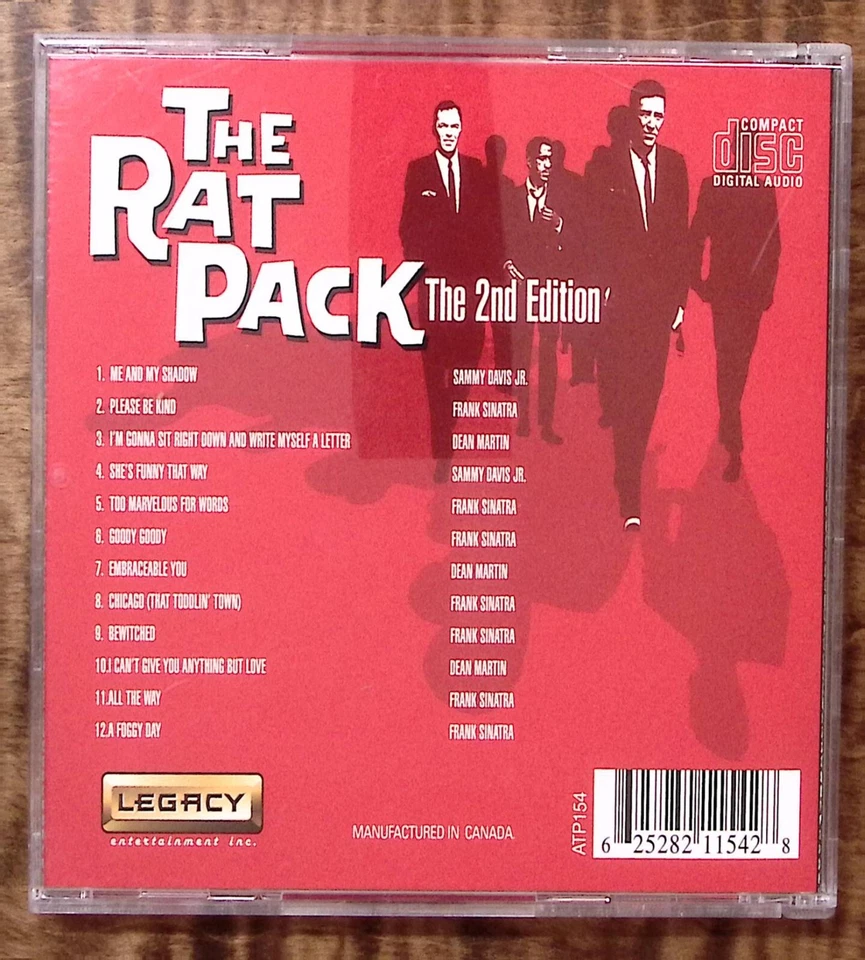 THE
RAT
PACK
The 2nd Edition
COMPACT
disc
DIGITAL AUDIO
1. ME AND MY SHADOW SAMMY DAVIS JR.
2. PLEASE BE KIND FRANK SINATRA
3. I'M GONNA SIT RIGHT DOWN AND WRITE MYSELF A LETTER DEAN MARTIN
4. SHE'S FUNNY THAT WAY SAMMY DAVIS JR.
5. TOO MARVELOUS FOR WORDS FRANK SINATRA
6. GOODY GOODY FRANK SINATRA
7. EMBRACEABLE YOU DEAN MARTIN
8. CHICAGO (THAT TODDLIN' TOWN) FRANK SINATRA
9. BEWITCHED FRANK SINATRA
10.I CAN'T GIVE YOU ANYTHING BUT LOVE DEAN MARTIN
11.ALL THE WAY FRANK SINATRA
12.A FOGGY DAY FRANK SINATRA
LEGACY
entertainment inc.
MANUFACTURED IN CANADA.
ATP154
6 25282 11542 8